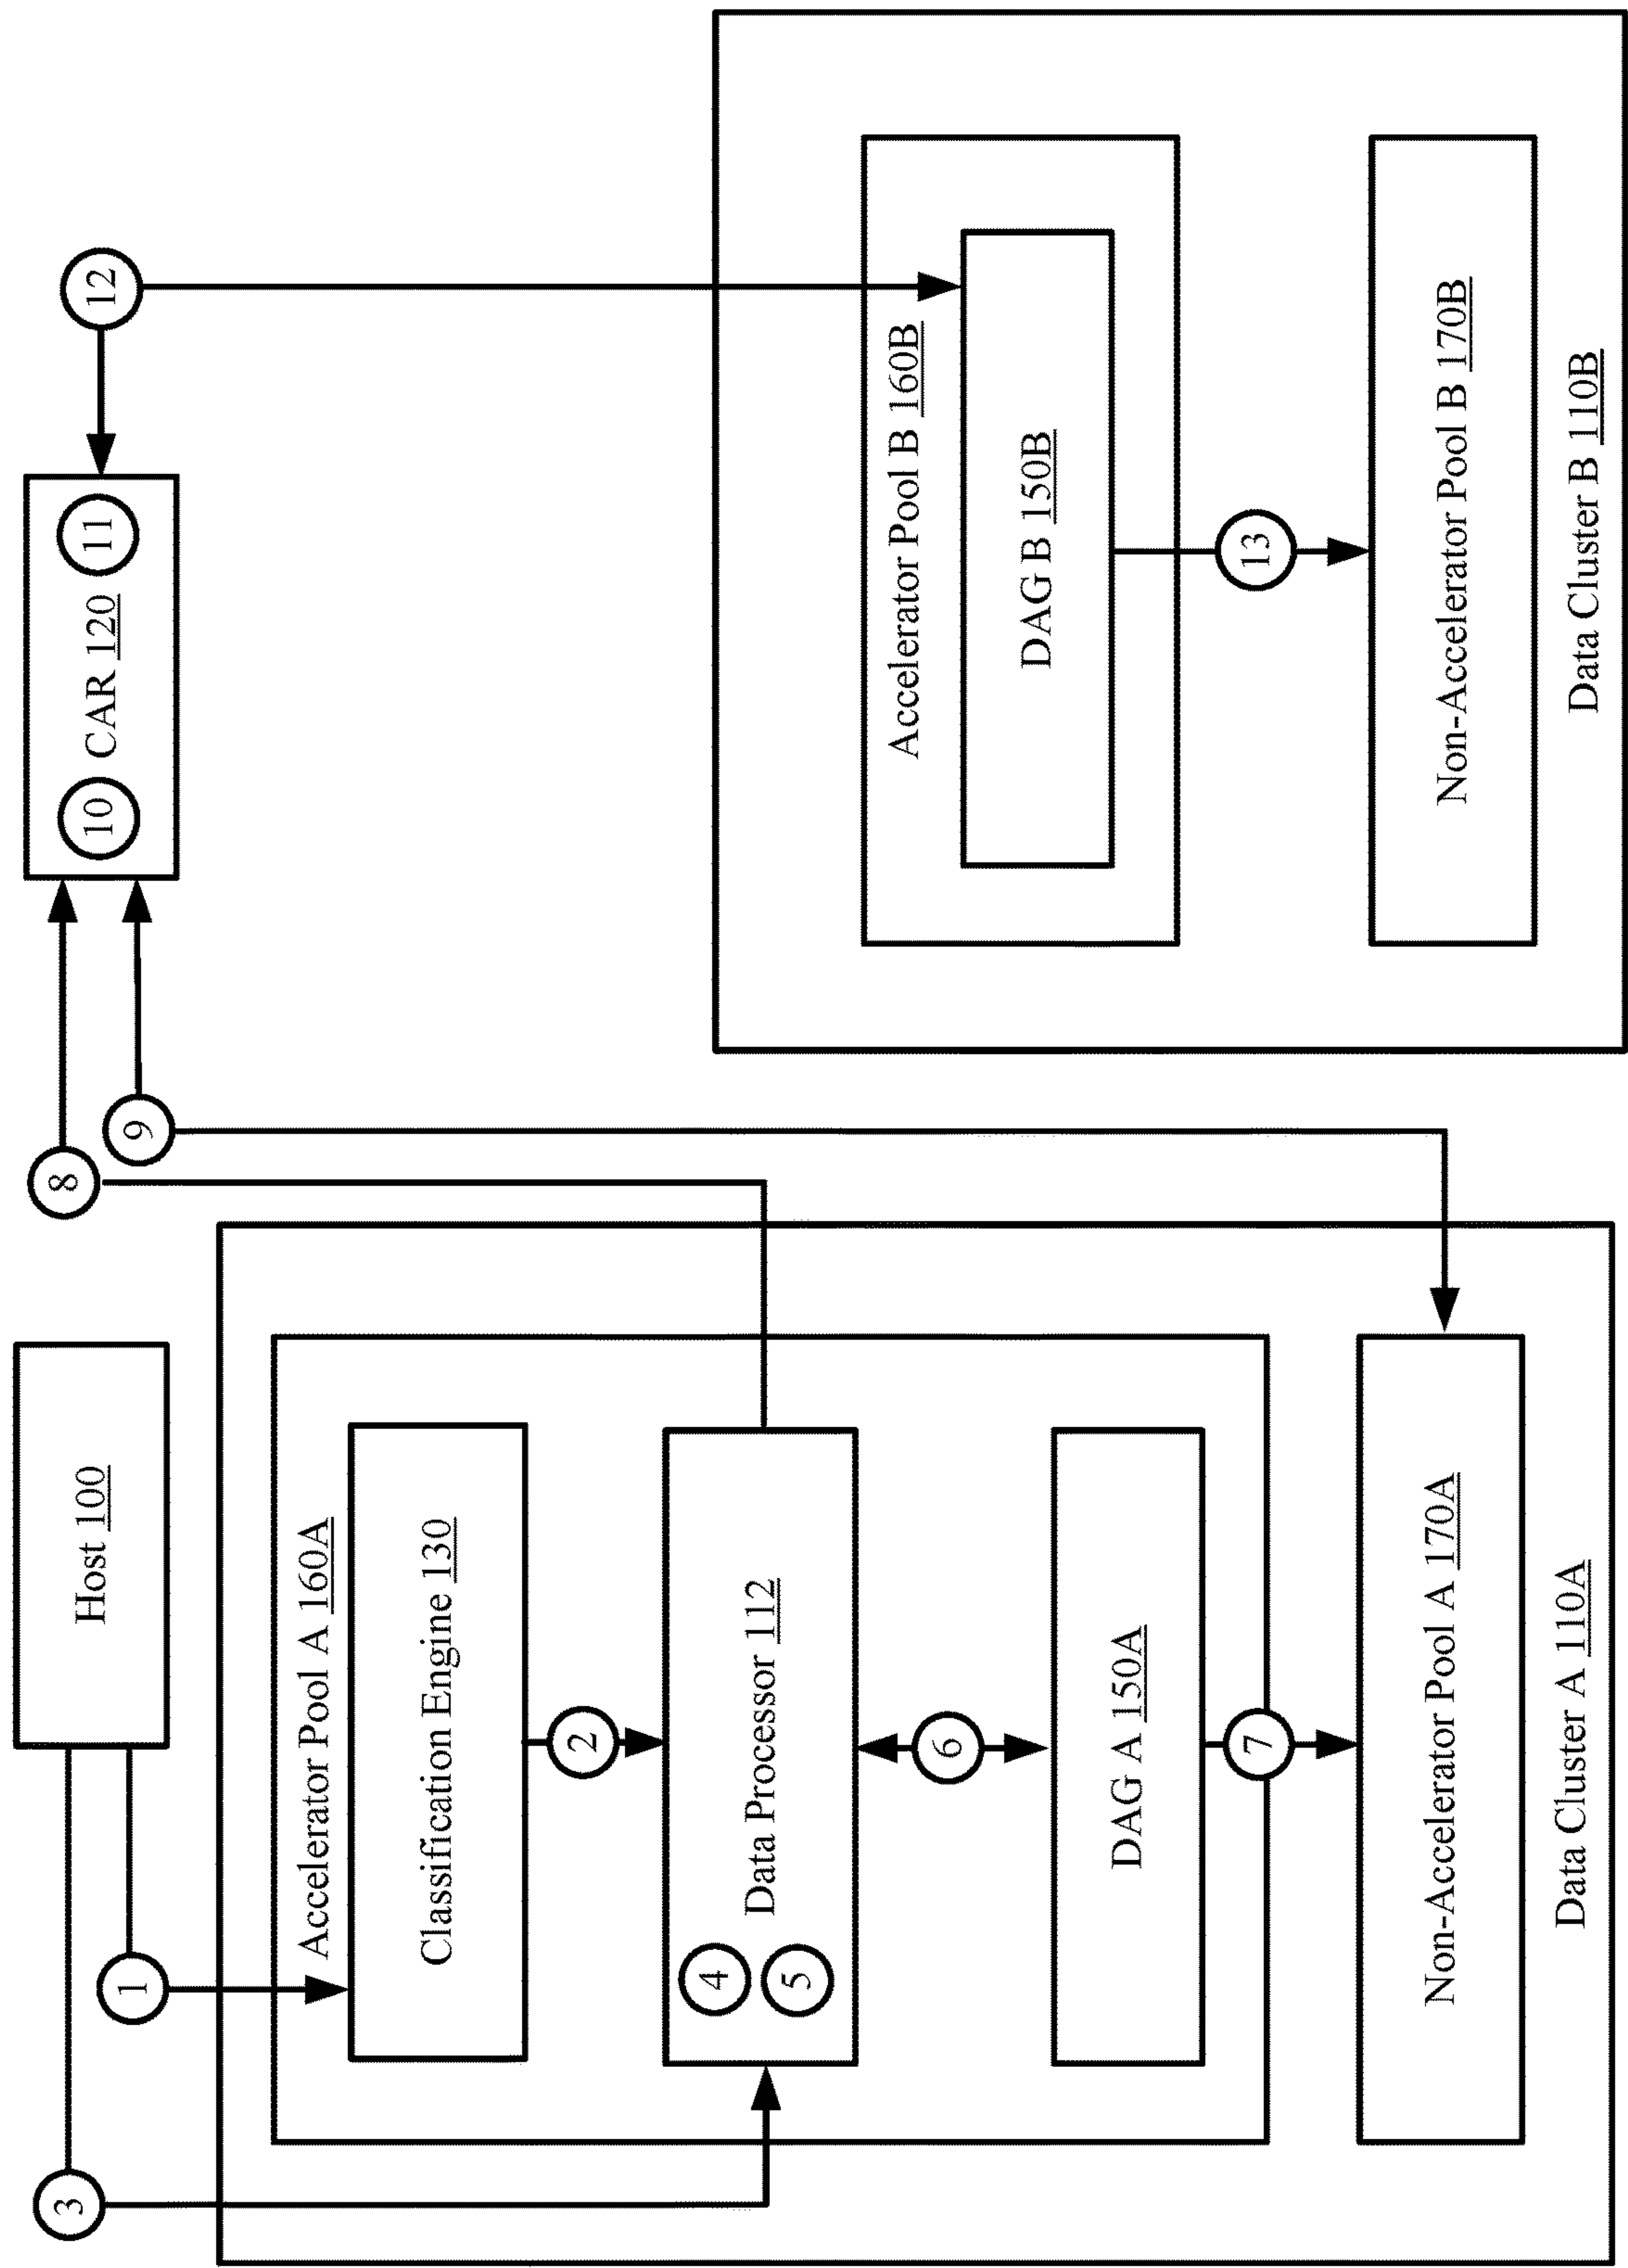 Host 100
3
1
Accelerator Pool A 160A
Classification Engine 130
2
4
5
Data Processor 112
6
DAG A 150A
7
Non-Accelerator Pool A 170A
Data Cluster A 110A
8
9
10
CAR 120
11
12
Accelerator Pool B 160B
DAG B 150B
13
Non-Accelerator Pool B 170B
Data Cluster B 110B